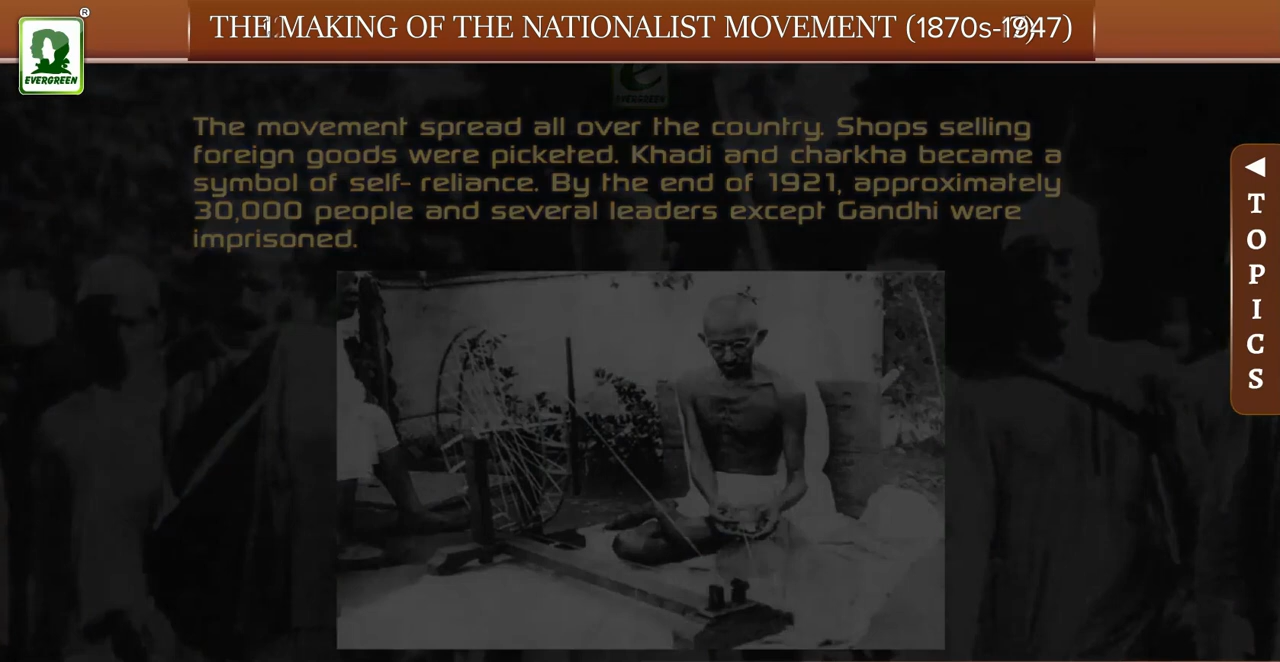 THE MAKING OF THE NATIONALIST MOVEMENT (1870s-1947)
®
EVERGREEN
EVERGREEN
The movement spread all over the country. Shops selling
foreign goods were picketed. Khadi and charkha became a
symbol of self- reliance. By the end of 1921, approximately
30,000 people and several leaders except Gandhi were
imprisoned.
◀
T
O
P
I
C
S